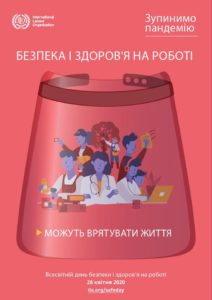 International
Labour
Organization
Зупинимо
пандемію
БЕЗПЕКА І ЗДОРОВ'Я НА РОБОТІ
МОЖУТЬ ВРЯТУВАТИ ЖИТТЯ
Всесвітній день безпеки і здоров'я на роботі
28 квітня 2020
ilo.org/safeday